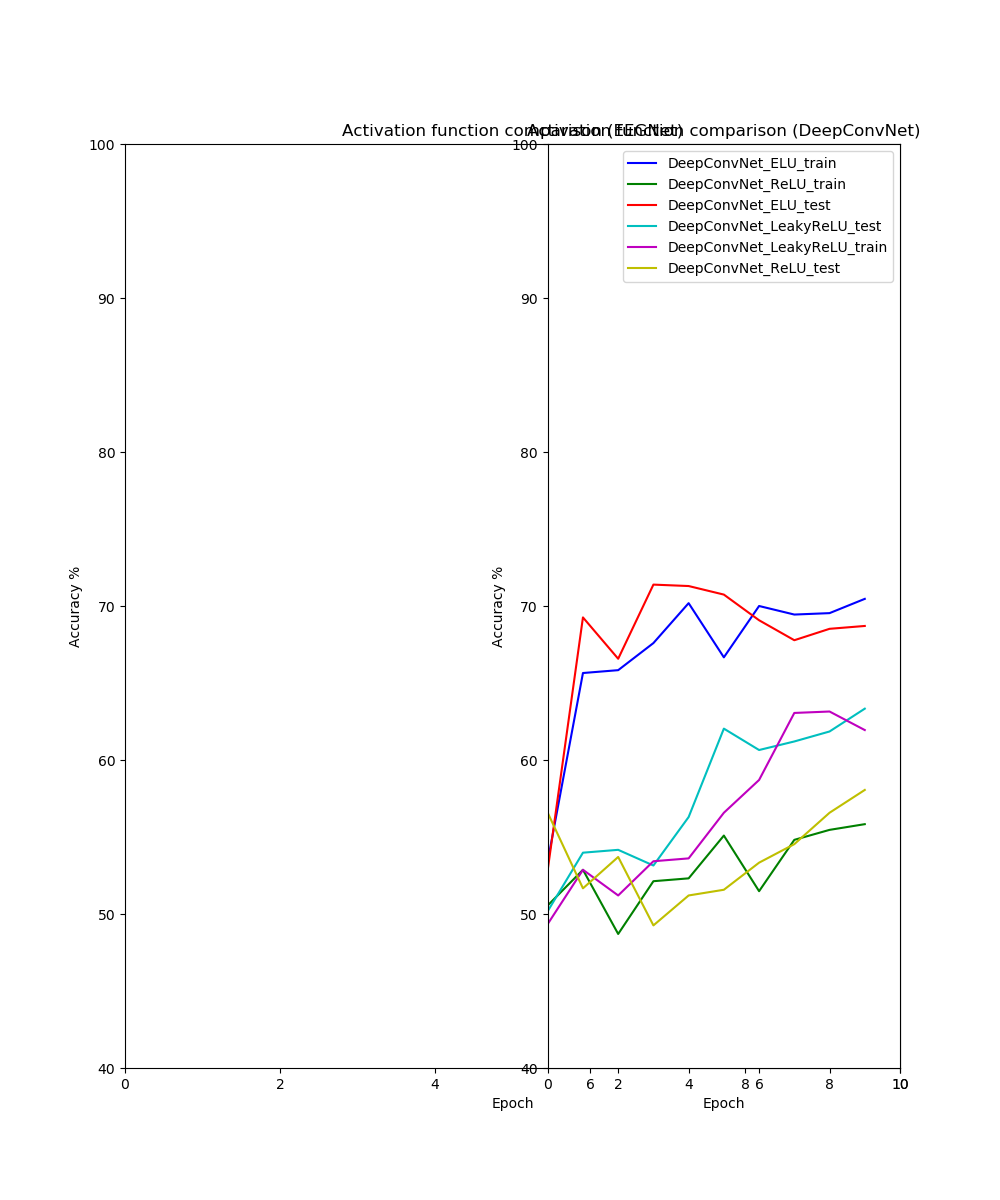 Activation function comparison (EEGNet)
Activation function comparison (DeepConvNet)
100
90
80
70
60
50
40
Accuracy %
0 2 4 6 8 10
Epoch
100
90
80
70
60
50
40
Accuracy %
DeepConvNet_ELU_train
DeepConvNet_ReLU_train
DeepConvNet_ELU_test
DeepConvNet_LeakyReLU_test
DeepConvNet_LeakyReLU_train
DeepConvNet_ReLU_test
0 2 4 6 8 10
Epoch